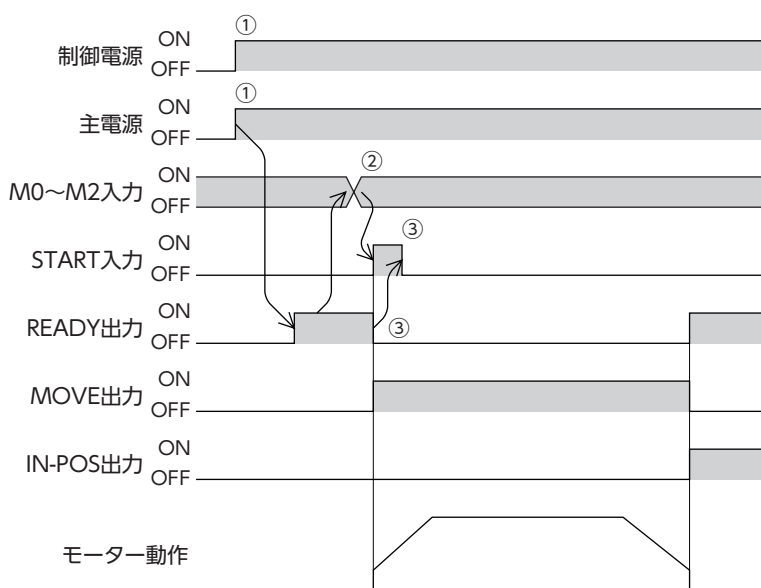 制御電源 ON ①
OFF
主電源 ON ①
OFF
M0～M2入力 ON ②
OFF
START入力 ON ③
OFF
READY出力 ON ③
OFF
MOVE出力 ON
OFF
IN-POS出力 ON
OFF
モーター動作